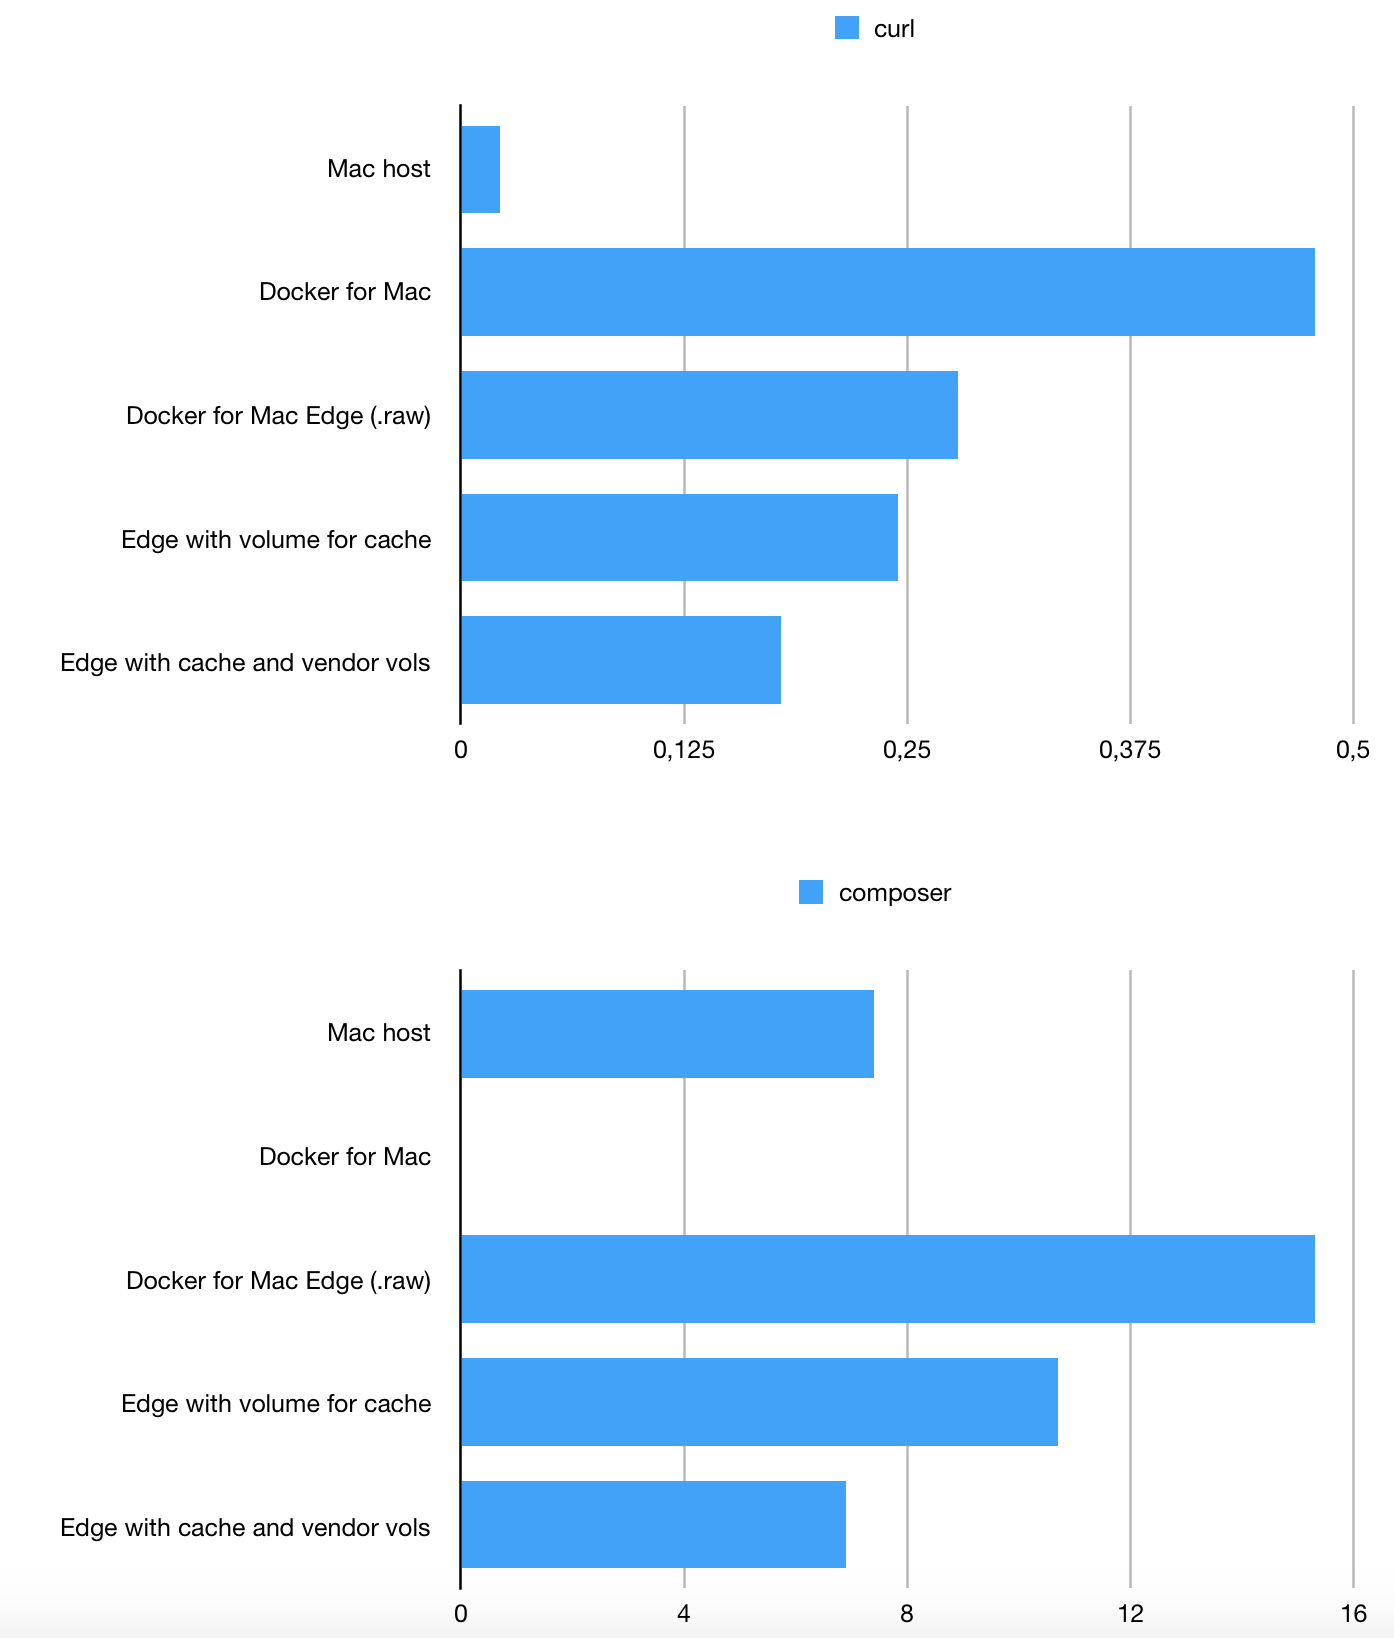 curl
Mac host
Docker for Mac
Docker for Mac Edge (.raw)
Edge with volume for cache
Edge with cache and vendor vols
0 0,125 0,25 0,375 0,5
composer
Mac host
Docker for Mac
Docker for Mac Edge (.raw)
Edge with volume for cache
Edge with cache and vendor vols
0 4 8 12 16